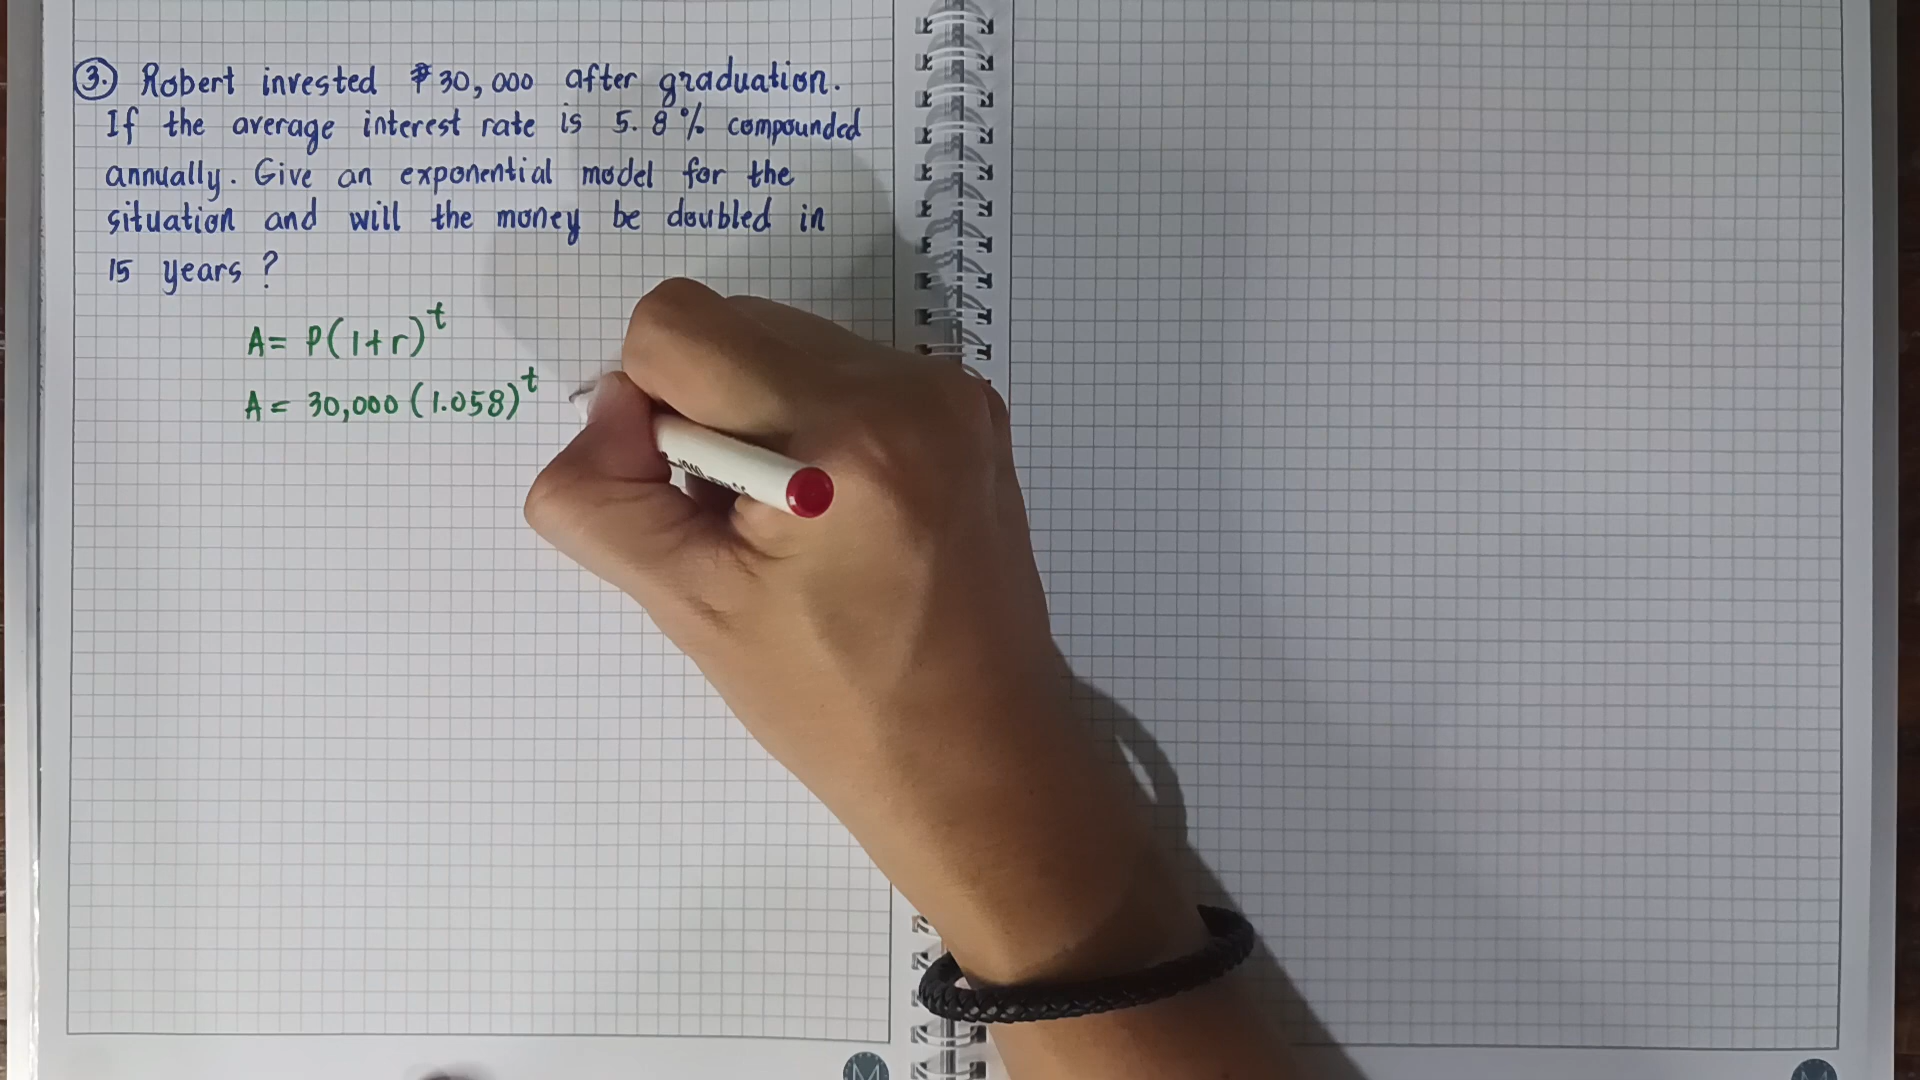 3. Robert invested ₱30,000 after graduation.
If the average interest rate is 5.8% compounded
annually. Give an exponential model for the
situation and will the money be doubled in
15 years?
A = P(1+r)^t
A = 30,000 (1.058)^t
M
M